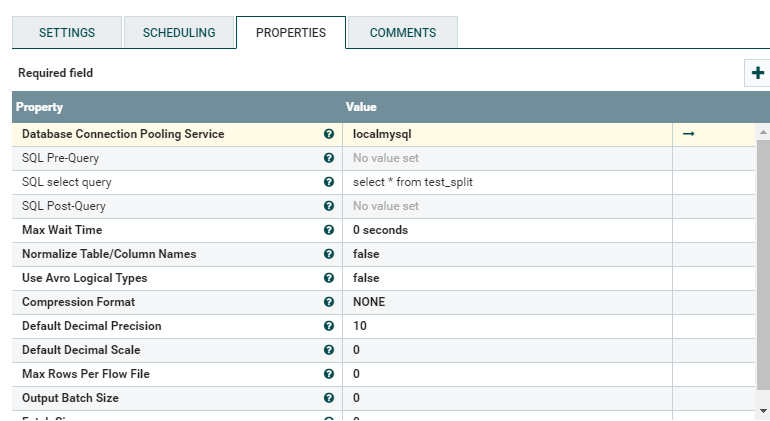 SETTINGS SCHEDULING PROPERTIES COMMENTS
Required field
Property Value
Database Connection Pooling Service localmysql
SQL Pre-Query No value set
SQL select query select * from test_split
SQL Post-Query No value set
Max Wait Time 0 seconds
Normalize Table/Column Names false
Use Avro Logical Types false
Compression Format NONE
Default Decimal Precision 10
Default Decimal Scale 0
Max Rows Per Flow File 0
Output Batch Size 0